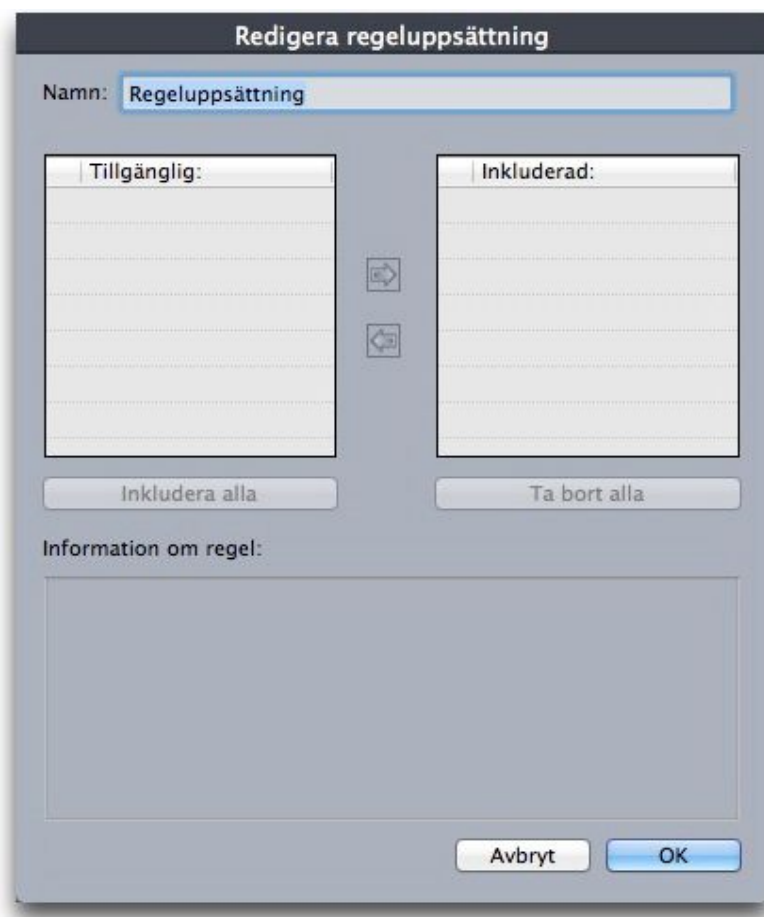 Redigera regeluppsättning
Namn: Regeluppsättning
Tillgänglig:
Inkluderad:
Inkludera alla
Ta bort alla
Information om regel:
Avbryt
OK